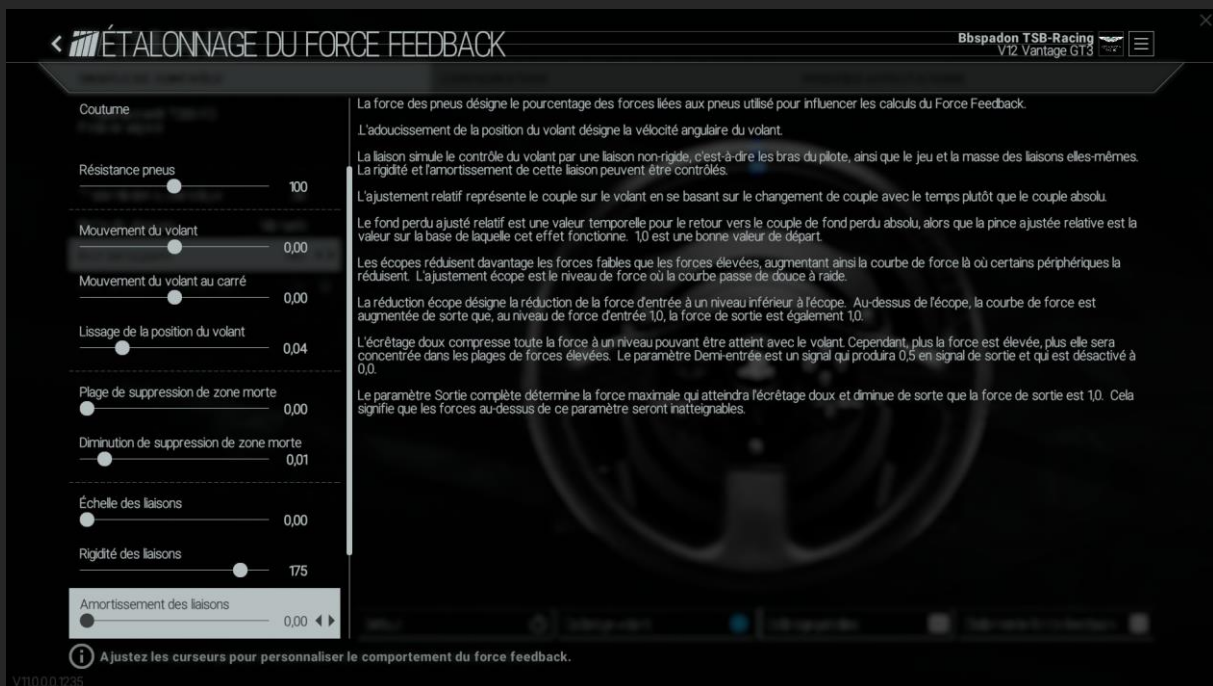 ÉTALONNAGE DU FORCE FEEDBACK
Bbspadon TSB-Racing
V12 Vantage GT3
Coutume
Résistance pneus
100
Mouvement du volant
0,00
Mouvement du volant au carré
0,00
Lissage de la position du volant
0,04
Plage de suppression de zone morte
0,00
Diminution de suppression de zone morte
0,01
Échelle des liaisons
0,00
Rigidité des liaisons
175
Amortissement des liaisons
0,00
La force des pneus désigne le pourcentage des forces liées aux pneus utilisé pour influencer les calculs du Force Feedback.
.L'adoucissement de la position du volant désigne la vélocité angulaire du volant.
La liaison simule le contrôle du volant par une liaison non-rigide, c'est-à-dire les bras du pilote, ainsi que le jeu et la masse des liaisons elles-mêmes.
La rigidité et l'amortissement de cette liaison peuvent être contrôlés.
L'ajustement relatif représente le couple sur le volant en se basant sur le changement de couple avec le temps plutôt que le couple absolu.
Le fond perdu ajusté relatif est une valeur temporelle pour le retour vers le couple de fond perdu absolu, alors que la pince ajustée relative est la
valeur sur la base de laquelle cet effet fonctionne. 1,0 est une bonne valeur de départ.
Les écopes réduisent davantage les forces faibles que les forces élevées, augmentant ainsi la courbe de force là où certains périphériques la
réduisent. L'ajustement écope est le niveau de force où la courbe passe de douce à raide.
La réduction écope désigne la réduction de la force d'entrée à un niveau inférieur à l'écope. Au-dessus de l'écope, la courbe de force est
augmentée de sorte que, au niveau de force d'entrée 1,0, la force de sortie est également 1,0.
L'écrêtage doux compresse toute la force à un niveau pouvant être atteint avec le volant. Cependant, plus la force est élevée, plus elle sera
concentrée dans les plages de forces élevées. Le paramètre Demi-entrée est un signal qui produira 0,5 en signal de sortie et qui est désactivé à
0,0.
Le paramètre Sortie complète détermine la force maximale qui atteindra l'écrêtage doux et diminue de sorte que la force de sortie est 1,0. Cela
signifie que les forces au-dessus de ce paramètre seront inatteignables.
Ajustez les curseurs pour personnaliser le comportement du force feedback.
V11.0.0.0.1235